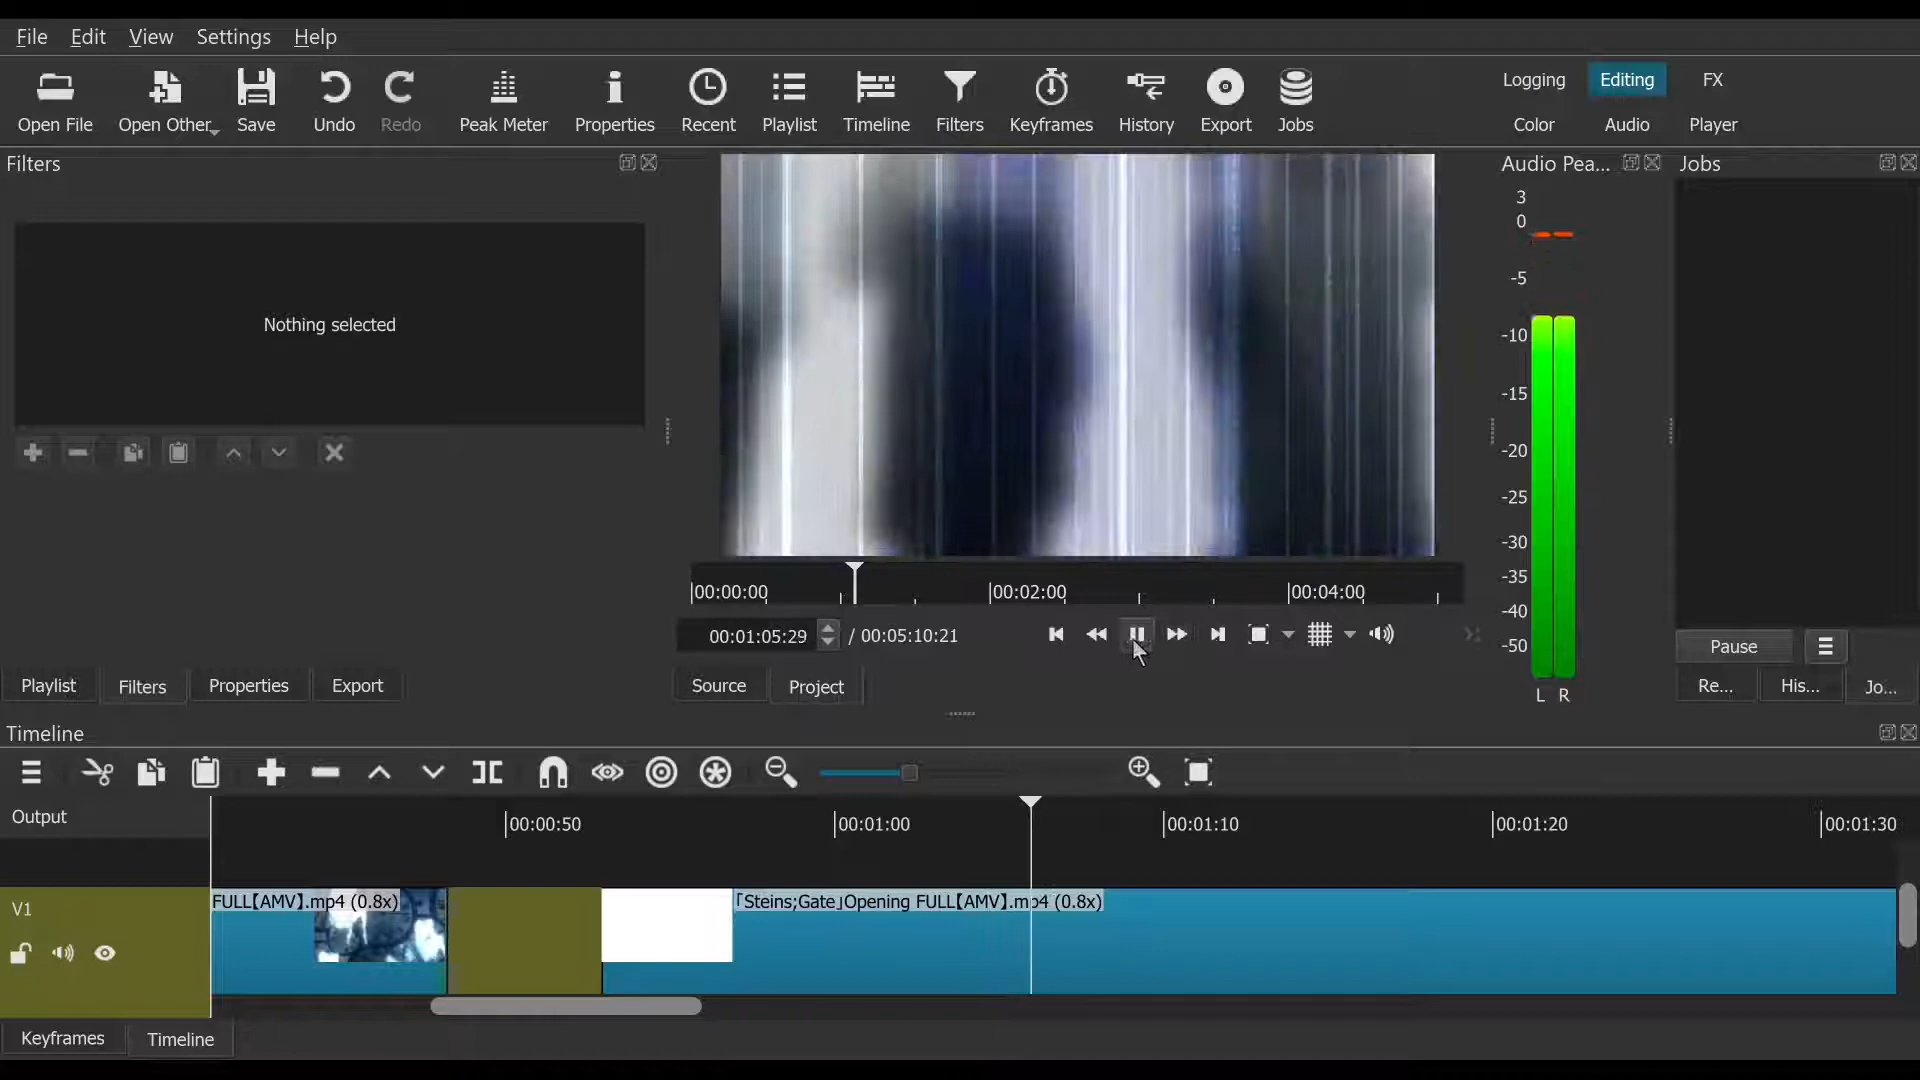 File Edit View Settings Help
Open File Open Other Save Undo Redo Peak Meter Properties Recent Playlist Timeline Filters Keyframes History Export Jobs
Logging Editing FX
Color Audio Player
Filters
Audio Pea...
Jobs
Nothing selected
3
0
-5
-10
-15
-20
-25
-30
-35
-40
-50
L R
00:00:00 00:02:00 00:04:00
00:01:05:29 / 00:05:10:21
Pause
Playlist Filters Properties Export
Source Project
Re... His... Jo...
Timeline
Output
00:00:50 00:01:00 00:01:10 00:01:20 00:01:30
V1
FULL【AMV】.mp4 (0.8x)
「Steins;Gate」Opening FULL【AMV】.mp4 (0.8x)
Keyframes Timeline